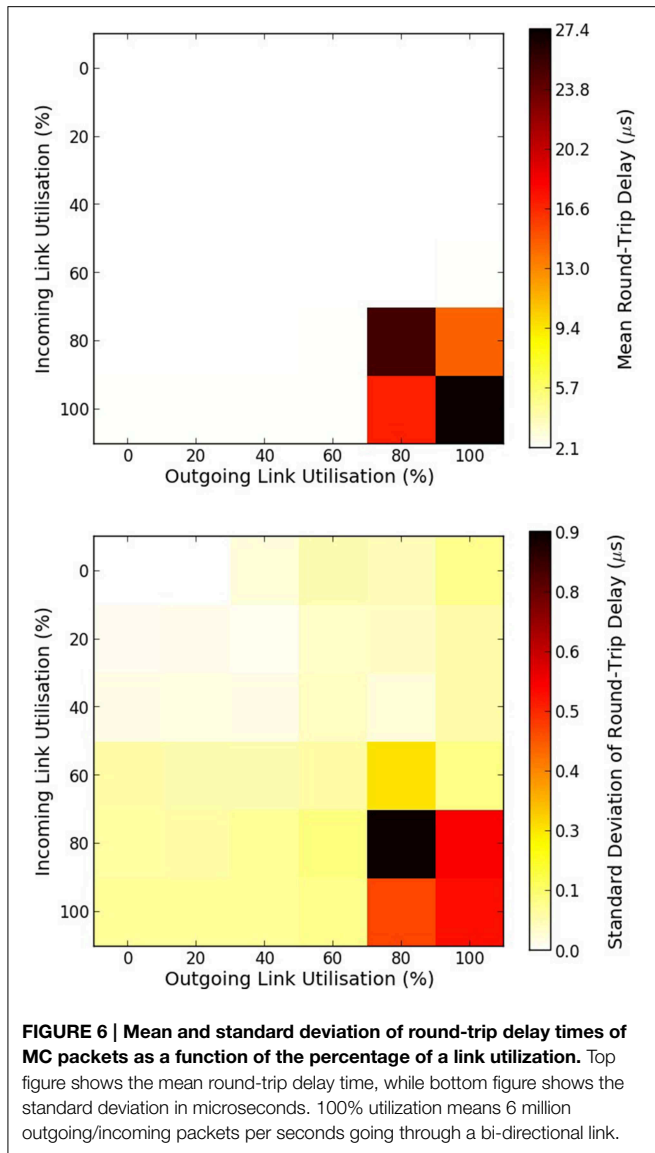 0
20
40
60
80
100
Incoming Link Utilisation (%)
0 20 40 60 80 100
Outgoing Link Utilisation (%)
27.4
23.8
20.2
16.6
13.0
9.4
5.7
2.1
Mean Round-Trip Delay (μs)
0
20
40
60
80
100
Incoming Link Utilisation (%)
0 20 40 60 80 100
Outgoing Link Utilisation (%)
0.9
0.8
0.6
0.5
0.4
0.3
0.1
0.0
Standard Deviation of Round-Trip Delay (μs)
FIGURE 6 | Mean and standard deviation of round-trip delay times of
MC packets as a function of the percentage of a link utilization. Top
figure shows the mean round-trip delay time, while bottom figure shows the
standard deviation in microseconds. 100% utilization means 6 million
outgoing/incoming packets per seconds going through a bi-directional link.